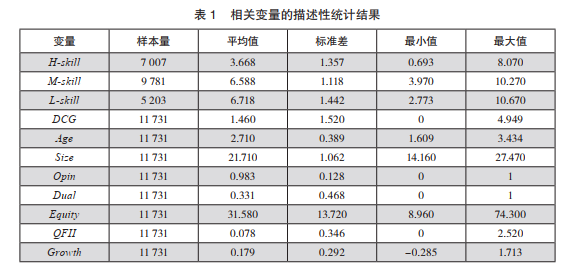 表 1 相关变量的描述性统计结果
变量 样本量 平均值 标准差 最小值 最大值
H-skill 7 007 3.668 1.357 0.693 8.070
M-skill 9 781 6.588 1.118 3.970 10.270
L-skill 5 203 6.718 1.442 2.773 10.670
DCG 11 731 1.460 1.520 0 4.949
Age 11 731 2.710 0.389 1.609 3.434
Size 11 731 21.710 1.062 14.160 27.470
Opin 11 731 0.983 0.128 0 1
Dual 11 731 0.331 0.468 0 1
Equity 11 731 31.580 13.720 8.960 74.300
QFII 11 731 0.078 0.346 0 2.520
Growth 11 731 0.179 0.292 −0.285 1.713